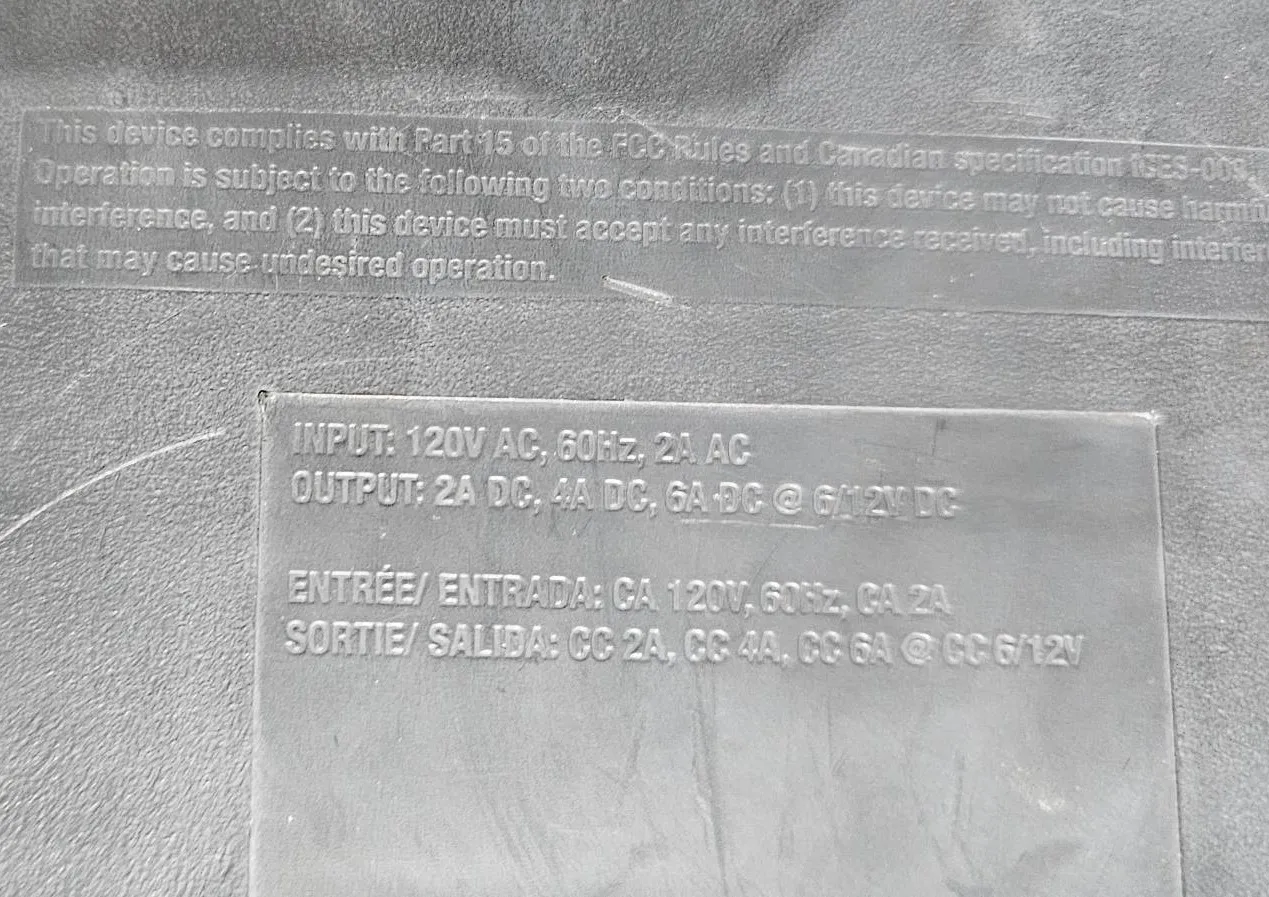 This device complies with Part 15 of the FCC Rules and Canadian specification
Operation is subject to the following two conditions: (1) this device may not cause
interference, and (2) this device must accept any interference received, including
that may cause undesired operation.
INPUT: 120V AC, 60Hz, 2A AC
OUTPUT: 2A DC, 4A DC, 6A DC @ 6/12V DC
ENTRÉE/ ENTRADA: CA 120V, 60Hz, CA 2A
SORTIE/ SALIDA: CC 2A, CC 4A, CC 6A @ CC 6/12V